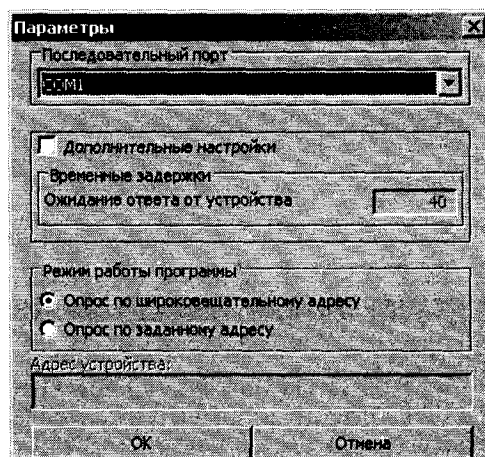 Параметры
Последовательный порт
COM1
Дополнительные настройки
Временные задержки
Ожидание ответа от устройства 40
Режим работы программы
Опрос по широковещательному адресу
Опрос по заданному адресу
Адрес устройства:
OK Отмена